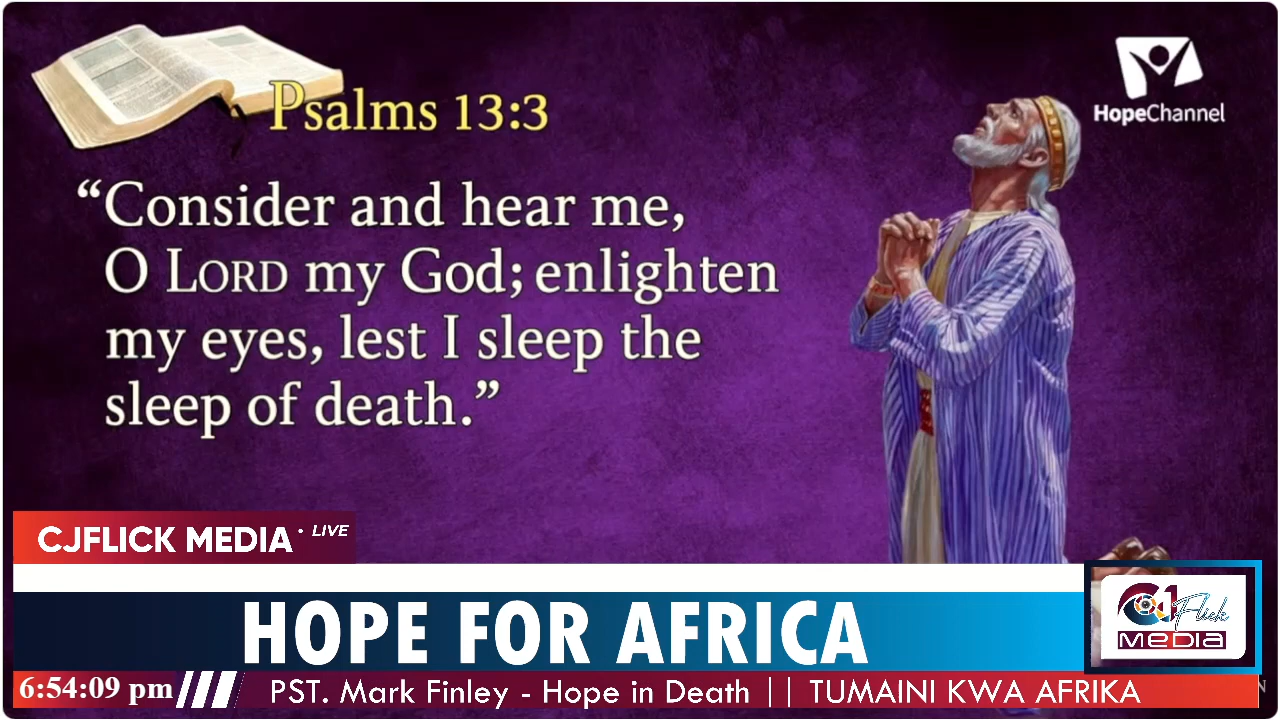 Psalms 13:3
HopeChannel
“Consider and hear me,
O LORD my God; enlighten
my eyes, lest I sleep the
sleep of death.”
CJFLICK MEDIA • LIVE
HOPE FOR AFRICA
Flick
MEDIA
6:54:09 pm
PST. Mark Finley - Hope in Death || TUMAINI KWA AFRIKA